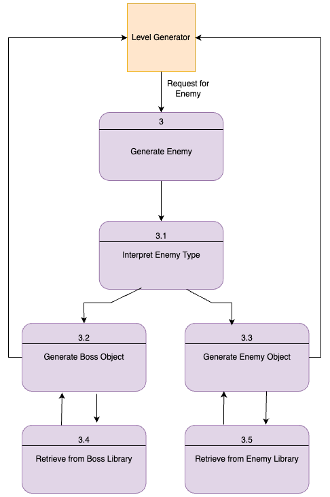 Level Generator
Request for
Enemy
3
Generate Enemy
3.1
Interpret Enemy Type
3.2
Generate Boss Object
3.3
Generate Enemy Object
3.4
Retrieve from Boss Library
3.5
Retrieve from Enemy Library